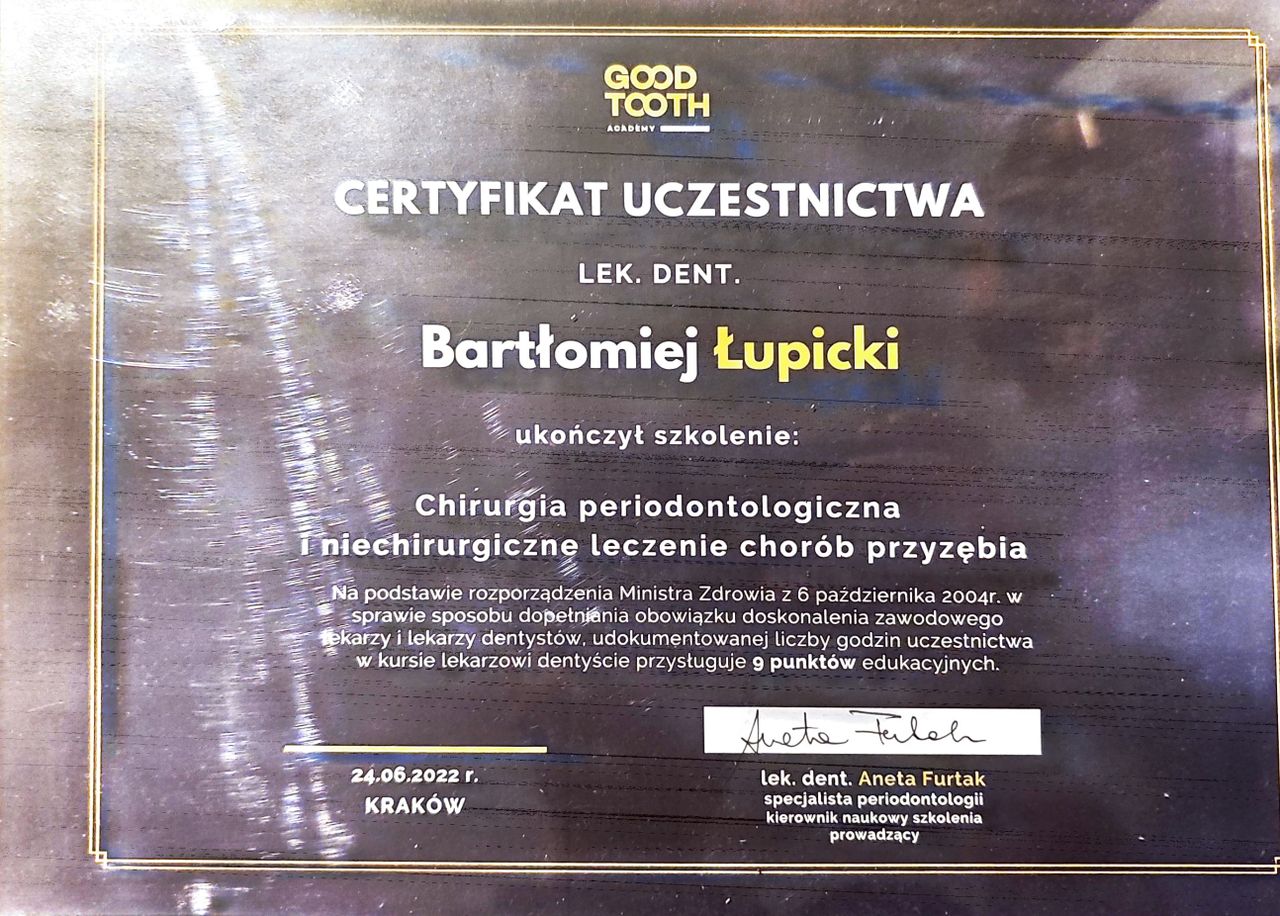 GOOD
TOOTH
ACADEMY
CERTYFIKAT UCZESTNICTWA
LEK. DENT.
Bartłomiej Łupicki
ukończył szkolenie:
Chirurgia periodontologiczna
i niechirurgiczne leczenie chorób przyzębia
Na podstawie rozporządzenia Ministra Zdrowia z 6 października 2004r. w
sprawie sposobu dopełniania obowiązku doskonalenia zawodowego
lekarzy i lekarzy dentystów, udokumentowanej liczby godzin uczestnictwa
w kursie lekarzowi dentyście przysługuje 9 punktów edukacyjnych.
Aneta Furtak
24.06.2022 r.
KRAKÓW
lek. dent. Aneta Furtak
specjalista periodontologii
kierownik naukowy szkolenia
prowadzący